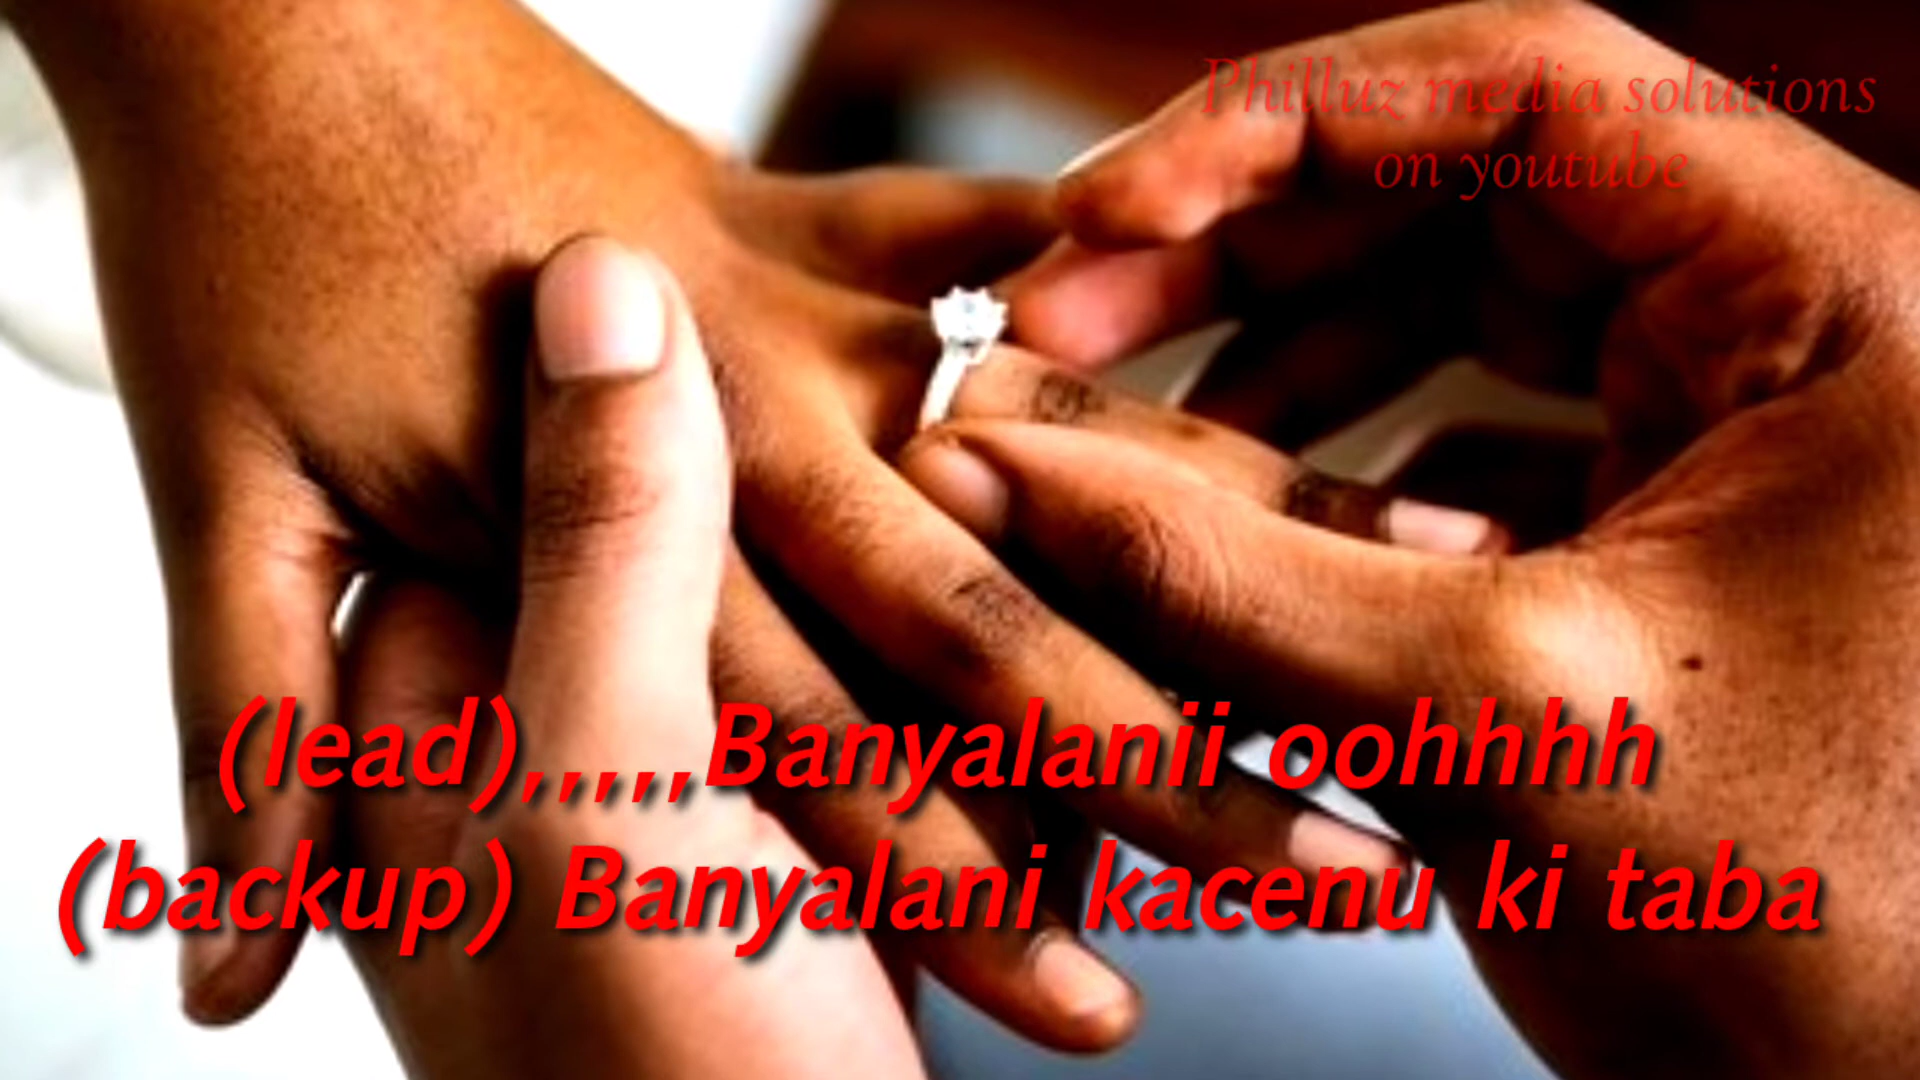 Philluz media solutions
on youtube
(lead),,,,,Banyalanii oohhhh
(backup) Banyalani kacenu ki taba